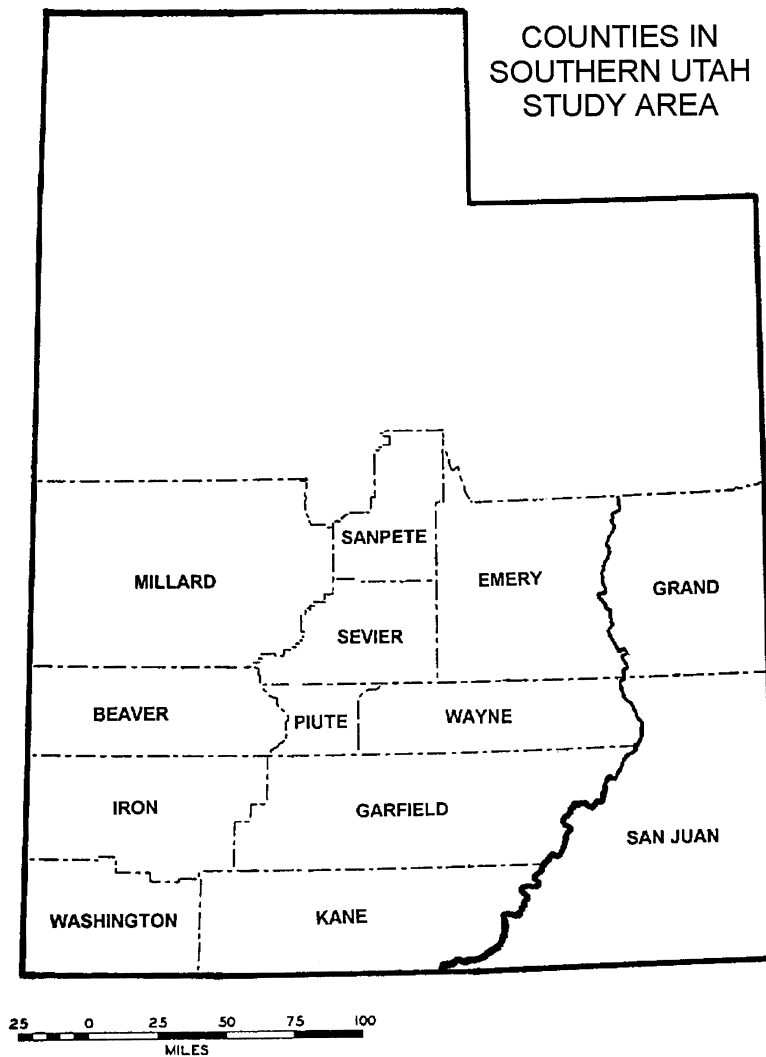 COUNTIES IN
SOUTHERN UTAH
STUDY AREA
SANPETE
MILLARD
EMERY
GRAND
SEVIER
BEAVER
PIUTE
WAYNE
IRON
GARFIELD
SAN JUAN
WASHINGTON
KANE
25 0 25 50 75 100
MILES